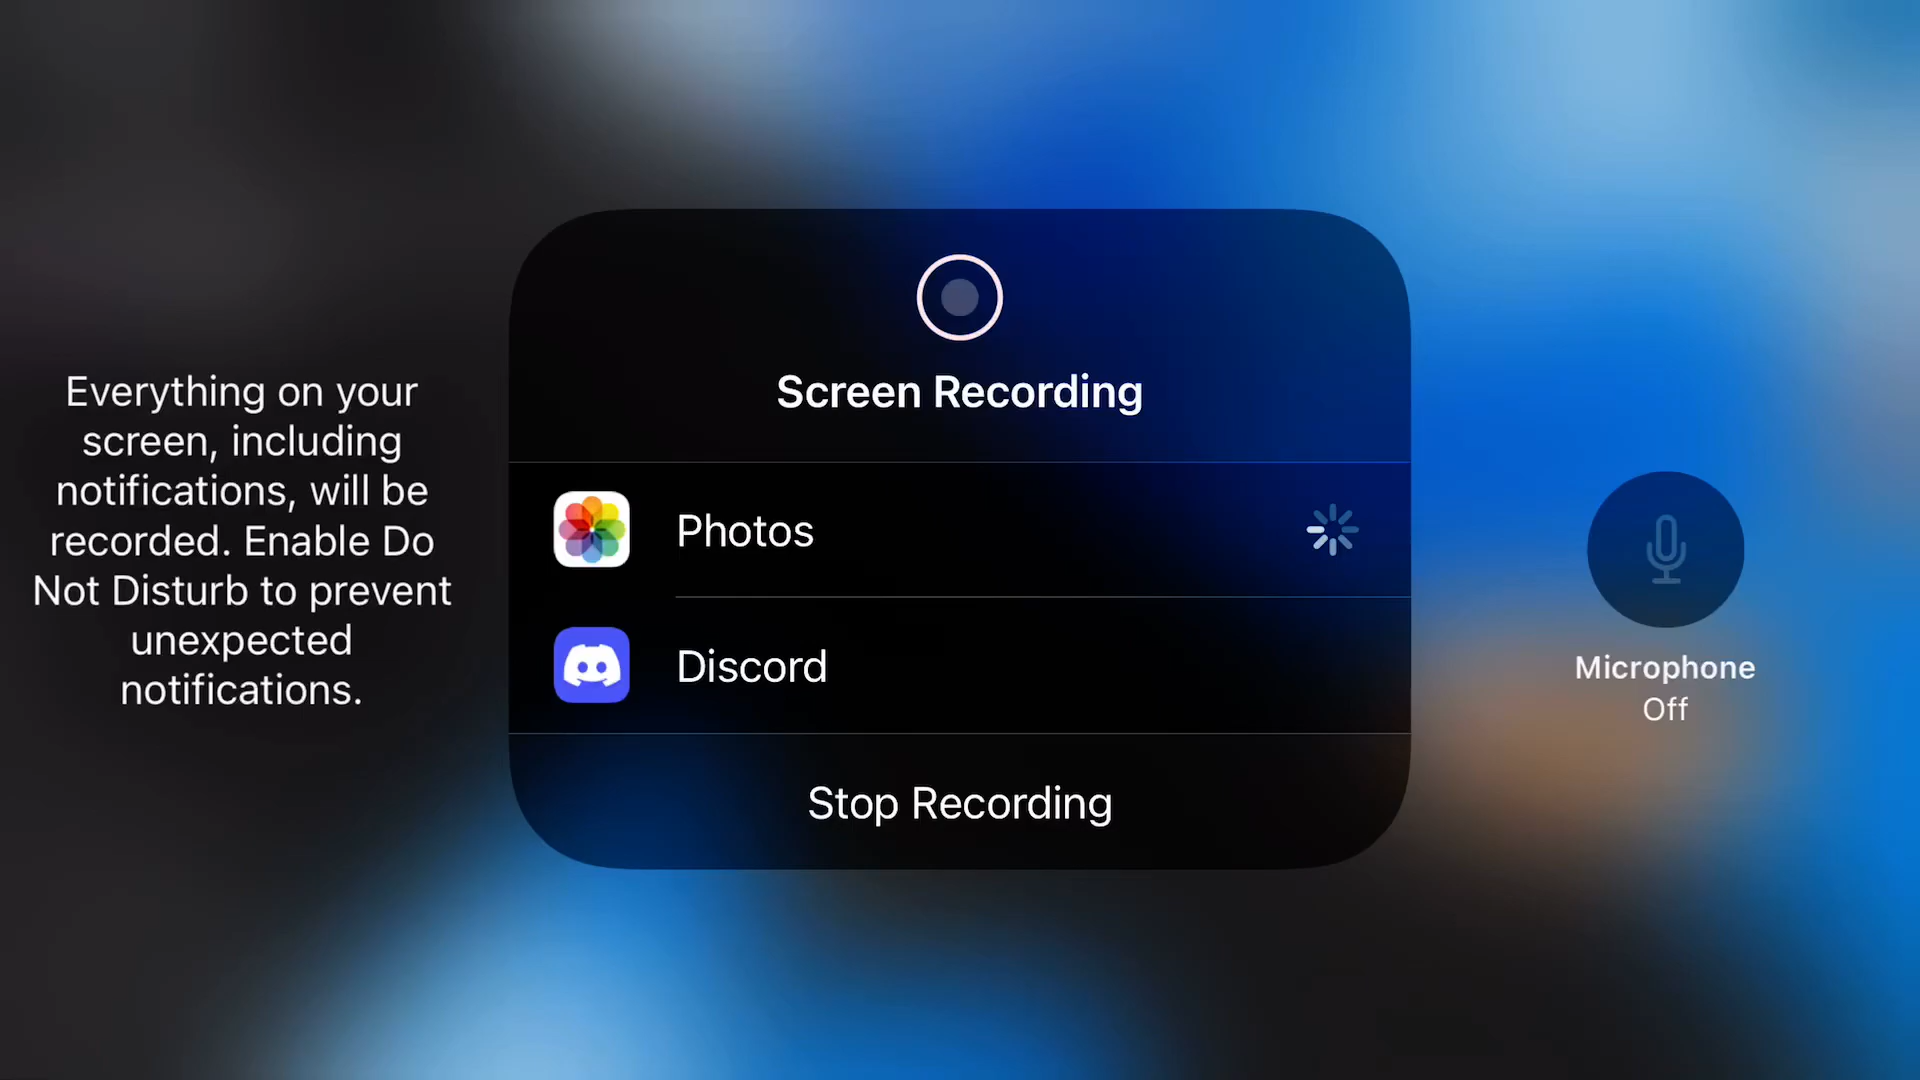 Everything on your
screen, including
notifications, will be
recorded. Enable Do
Not Disturb to prevent
unexpected
notifications.
Screen Recording
Photos
Discord
Stop Recording
Microphone
Off